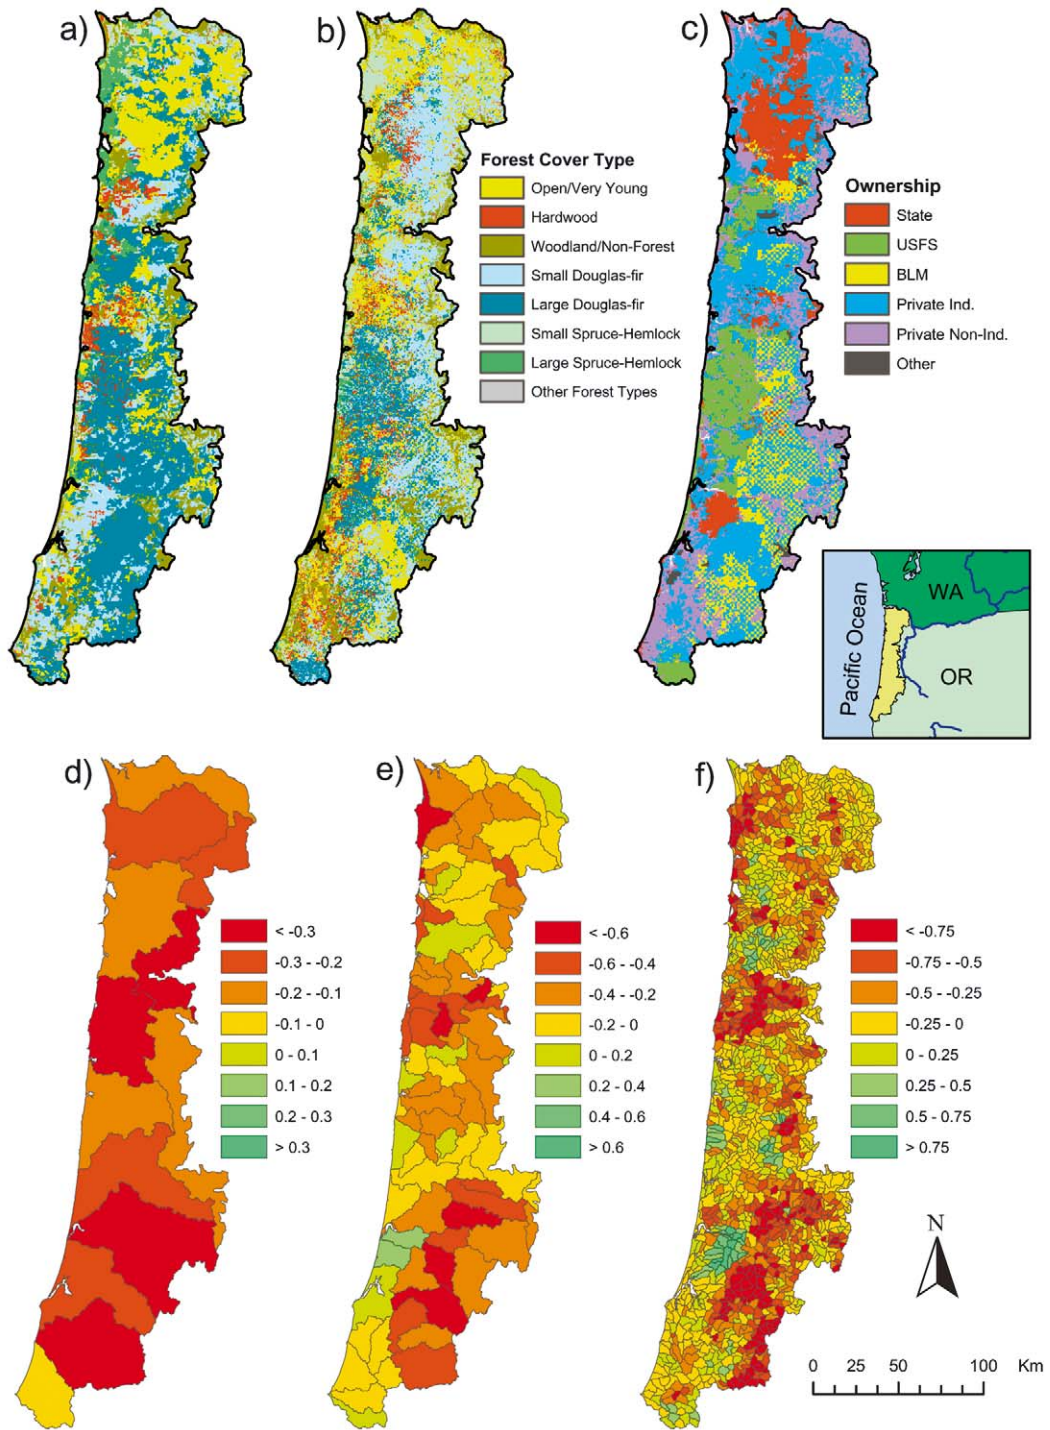 a)
b)
c)
Forest Cover Type
Open/Very Young
Hardwood
Woodland/Non-Forest
Small Douglas-fir
Large Douglas-fir
Small Spruce-Hemlock
Large Spruce-Hemlock
Other Forest Types
Ownership
State
USFS
BLM
Private Ind.
Private Non-Ind.
Other
WA
OR
Pacific Ocean
d)
e)
f)
< -0.3
-0.3 - -0.2
-0.2 - -0.1
-0.1 - 0
0 - 0.1
0.1 - 0.2
0.2 - 0.3
> 0.3
< -0.6
-0.6 - -0.4
-0.4 - -0.2
-0.2 - 0
0 - 0.2
0.2 - 0.4
0.4 - 0.6
> 0.6
< -0.75
-0.75 - -0.5
-0.5 - -0.25
-0.25 - 0
0 - 0.25
0.25 - 0.5
0.5 - 0.75
> 0.75
N
0 25 50 100 Km